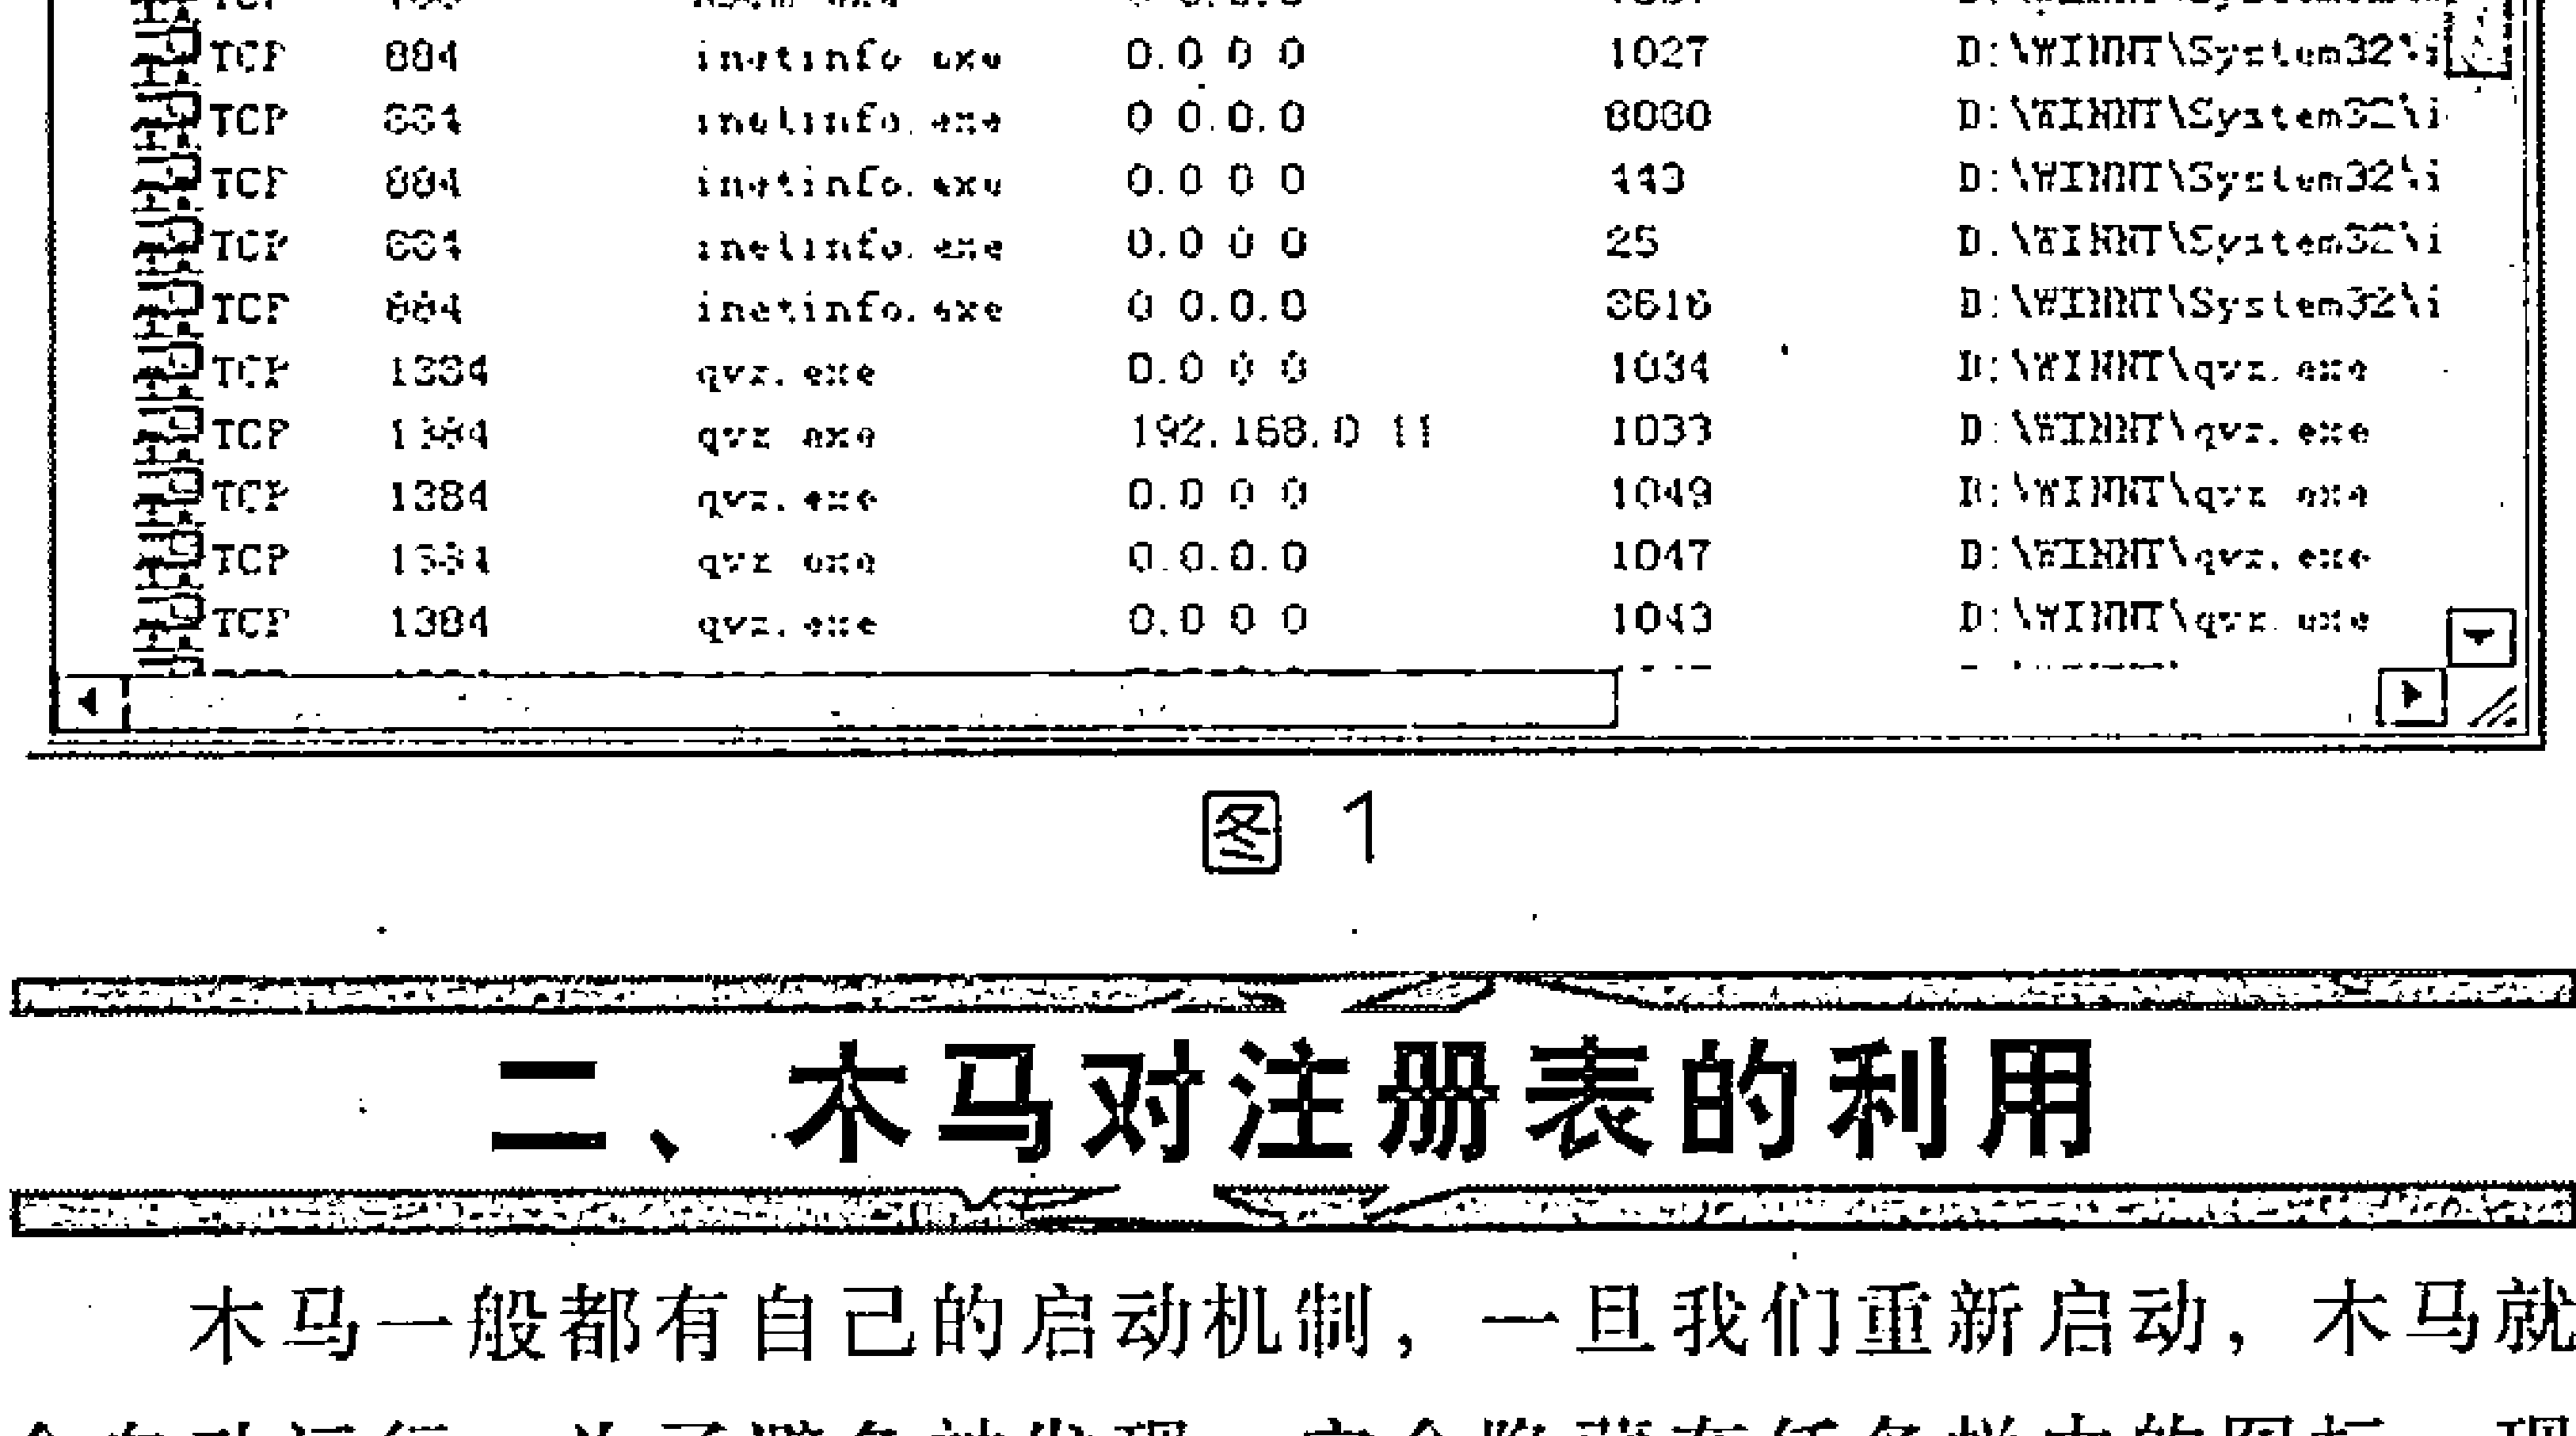 TCP 884 inetinfo.exe 0.0.0.0 1027 D:\WINNT\System32\i
TCP 884 inetinfo.exe 0.0.0.0 8080 D:\WINNT\System32\i
TCP 884 inetinfo.exe 0.0.0.0 443 D:\WINNT\System32\i
TCP 884 inetinfo.exe 0.0.0.0 25 D:\WINNT\System32\i
TCP 884 inetinfo.exe 0.0.0.0 D:\WINNT\System32\i
TCP 1384 qvz.exe 0.0.0.0 1034 D:\WINNT\qvz.exe
TCP 1384 qvz.exe 192.168.0.11 1033 D:\WINNT\qvz.exe
TCP 1384 qvz.exe 0.0.0.0 1049 D:\WINNT\qvz.exe
TCP 1384 qvz.exe 0.0.0.0 1047 D:\WINNT\qvz.exe
TCP 1384 qvz.exe 0.0.0.0 1043 D:\WINNT\qvz.exe
图 1
二、木马对注册表的利用
木马一般都有自己的启动机制，一旦我们重新启动，木马就